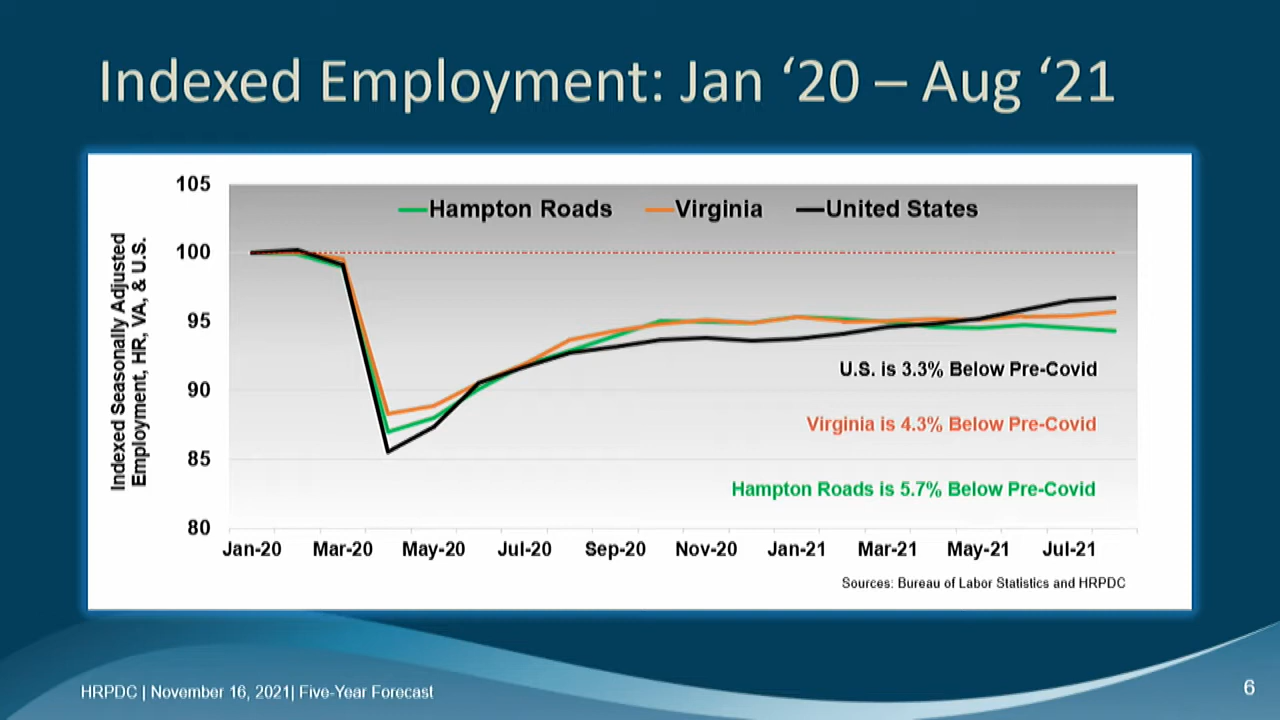 Indexed Employment: Jan ‘20 – Aug ‘21
105
100
95
90
85
80
Indexed Seasonally Adjusted
Employment, HR, VA, & U.S.
Hampton Roads
Virginia
United States
U.S. is 3.3% Below Pre-Covid
Virginia is 4.3% Below Pre-Covid
Hampton Roads is 5.7% Below Pre-Covid
Jan-20 Mar-20 May-20 Jul-20 Sep-20 Nov-20 Jan-21 Mar-21 May-21 Jul-21
Sources: Bureau of Labor Statistics and HRPDC
HRPDC | November 16, 2021| Five-Year Forecast
6